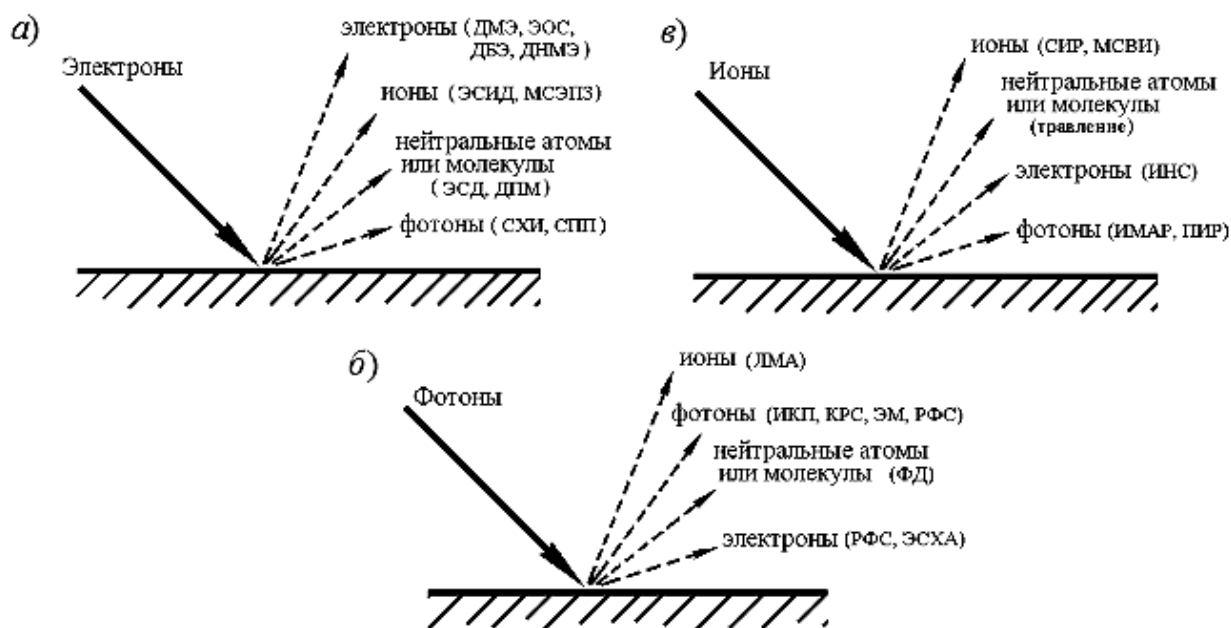 а)
Электроны
электроны (ДМЭ, ЭОС,
ДБЭ, ДНМЭ)
ионы (ЭСИД, МСЭПЗ)
нейтральные атомы
или молекулы
(ЭСД, ДПМ)
фотоны (СХИ, СПП)
в)
Ионы
ионы (СИР, МСВИ)
нейтральные атомы
или молекулы
(травление)
электроны (ИНС)
фотоны (ИМАР, ПИР)
б)
Фотоны
ионы (ЛМА)
фотоны (ИКП, КРС, ЭМ, РФС)
нейтральные атомы
или молекулы (ФД)
электроны (РФС, ЭСХА)